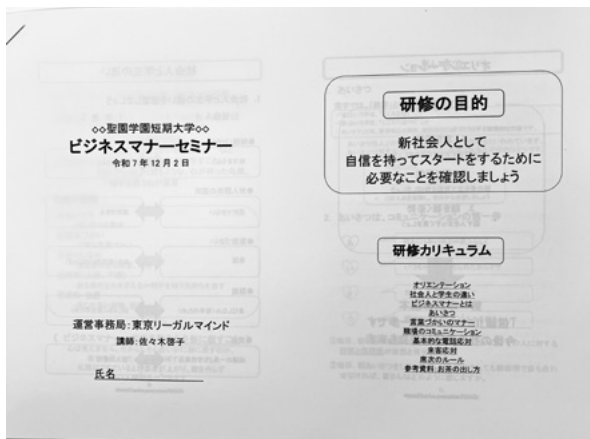 ◇◇聖園学園短期大学◇◇
ビジネスマナーセミナー
令和7年12月2日
運営事務局:東京リーガルマインド
講師:佐々木啓子
氏名
研修の目的
新社会人として
自信を持ってスタートをするために
必要なことを確認しましょう
研修カリキュラム
オリエンテーション
社会人と学生の違い
ビジネスマナーとは
あいさつ
言葉づかいのマナー
職場のコミュニケーション
基本的な電話応対
来客応対
席次のルール
参考資料 お茶の出し方